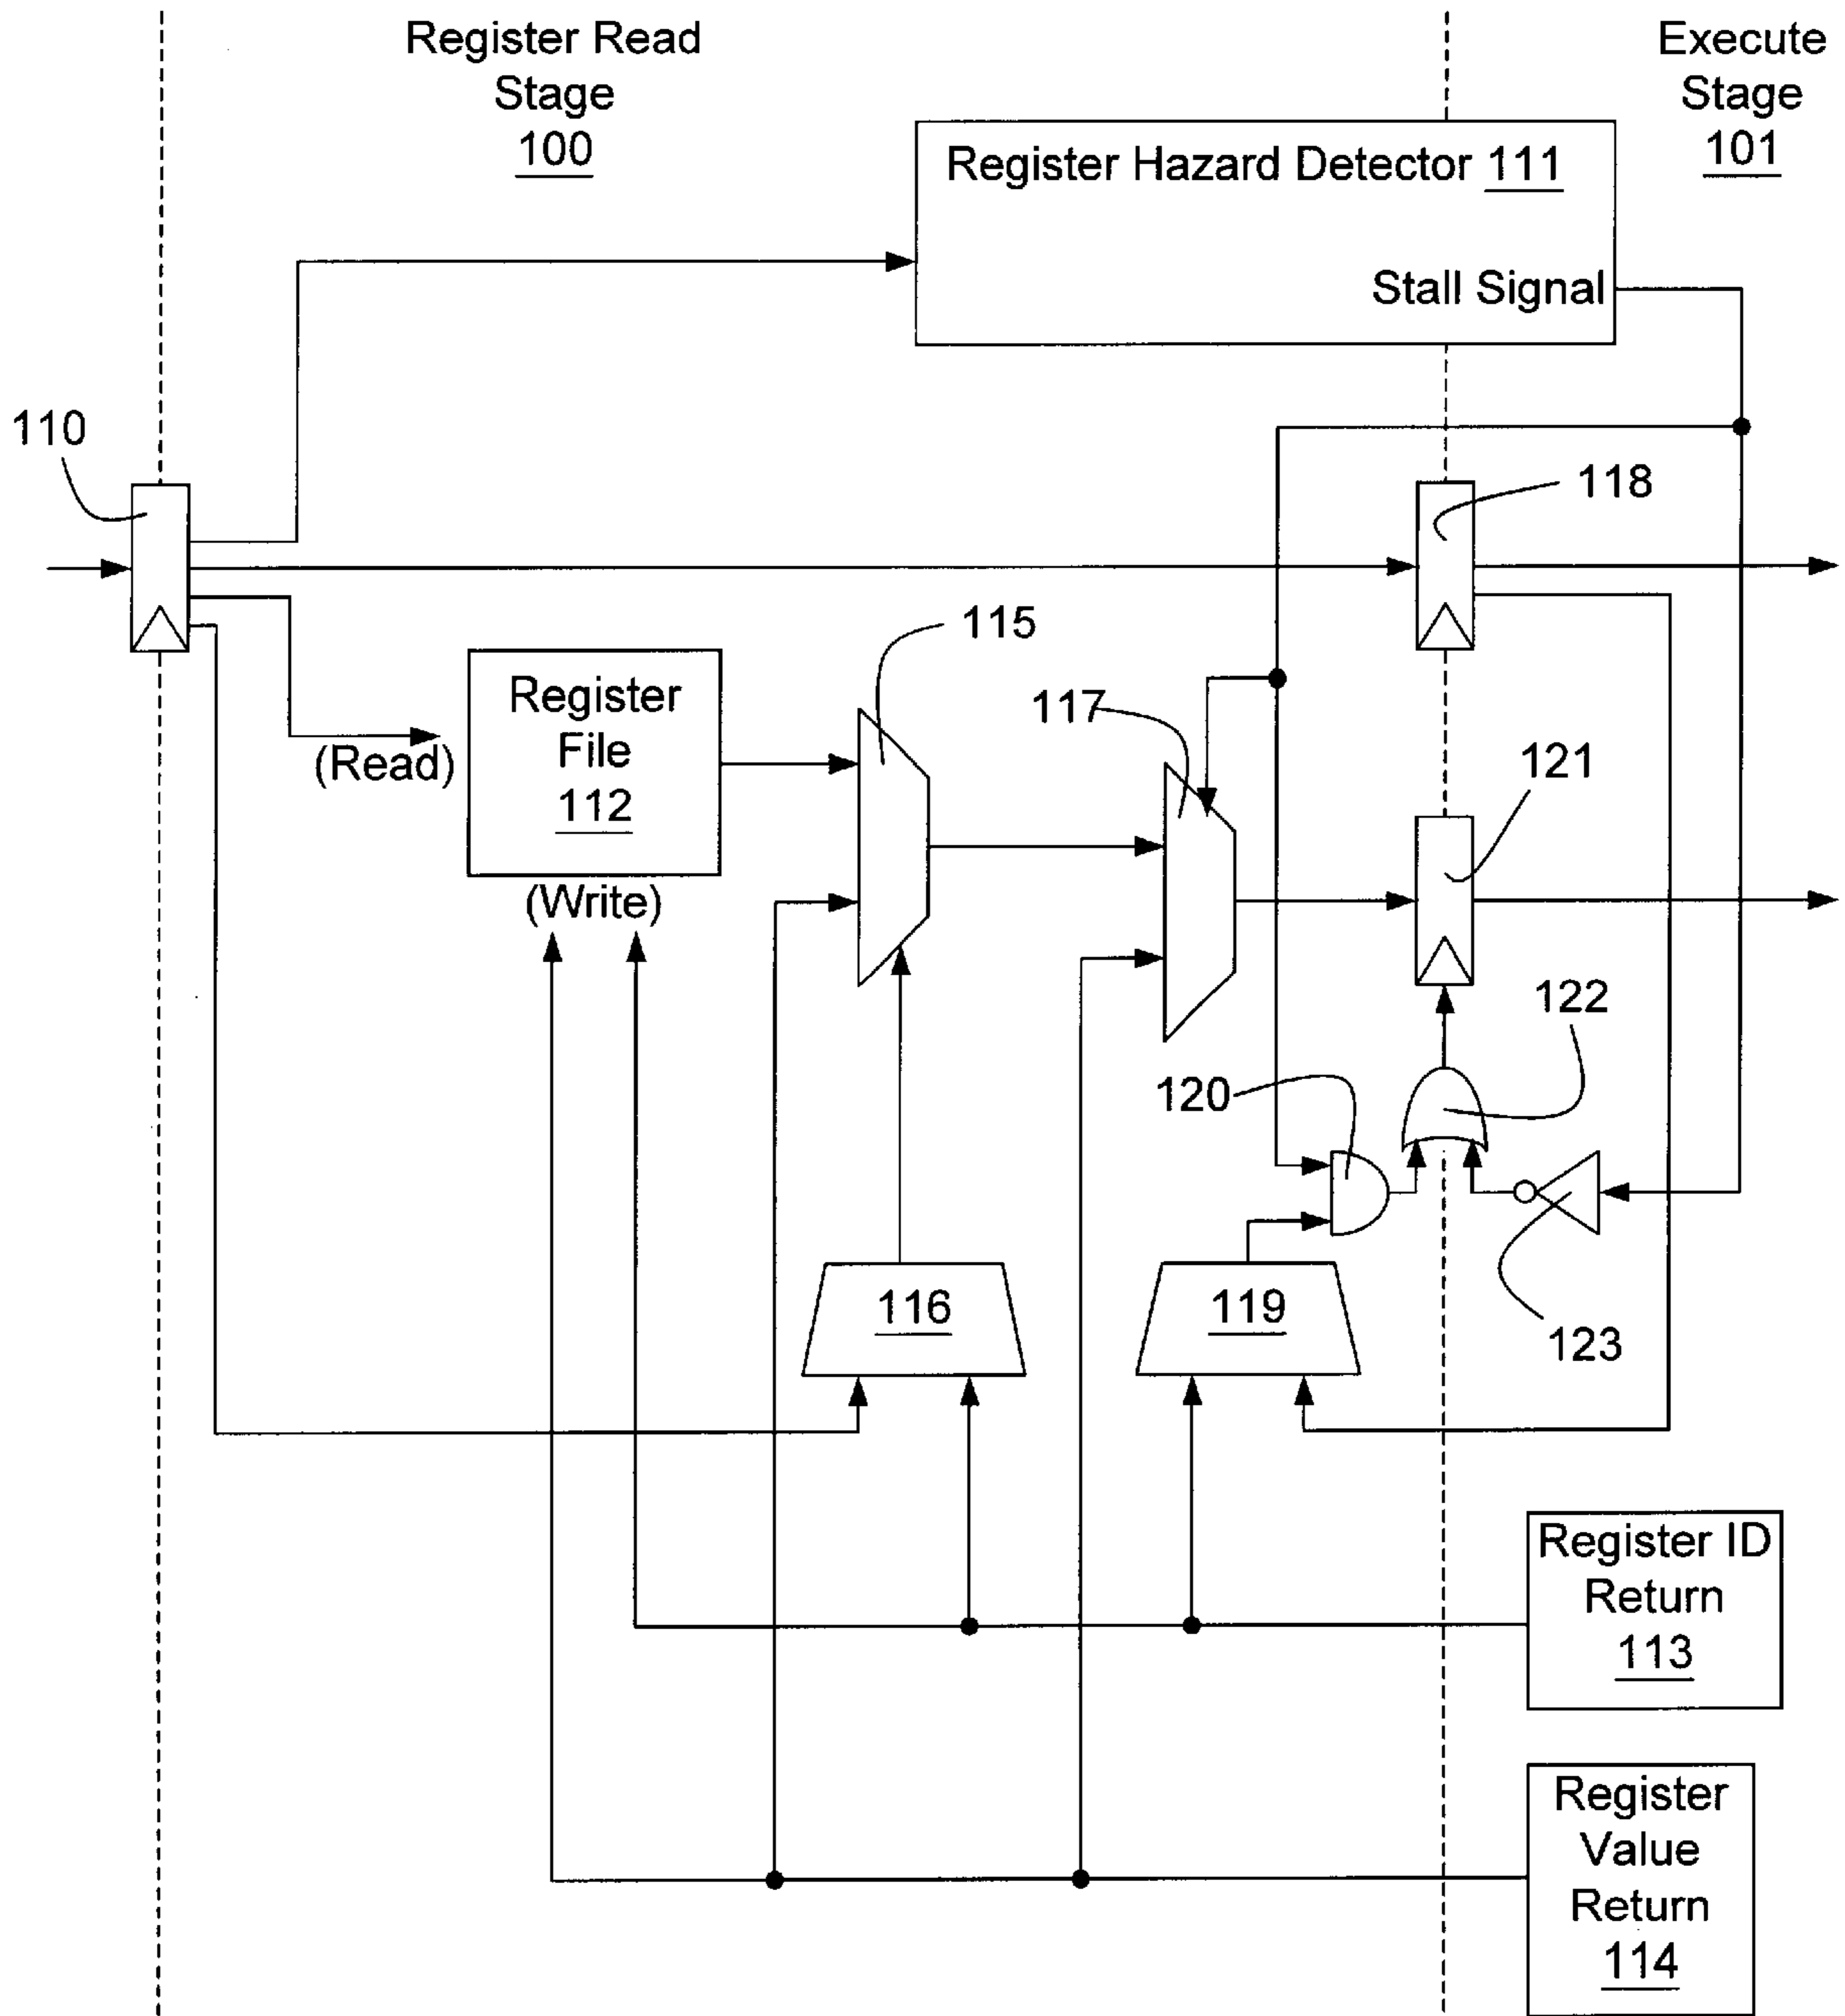 Register Read
Stage
100
Execute
Stage
101
Register Hazard Detector 111
Stall Signal
110
118
115
117
Register
File
112
(Read)
(Write)
121
122
120
116
119
123
Register ID
Return
113
Register
Value
Return
114